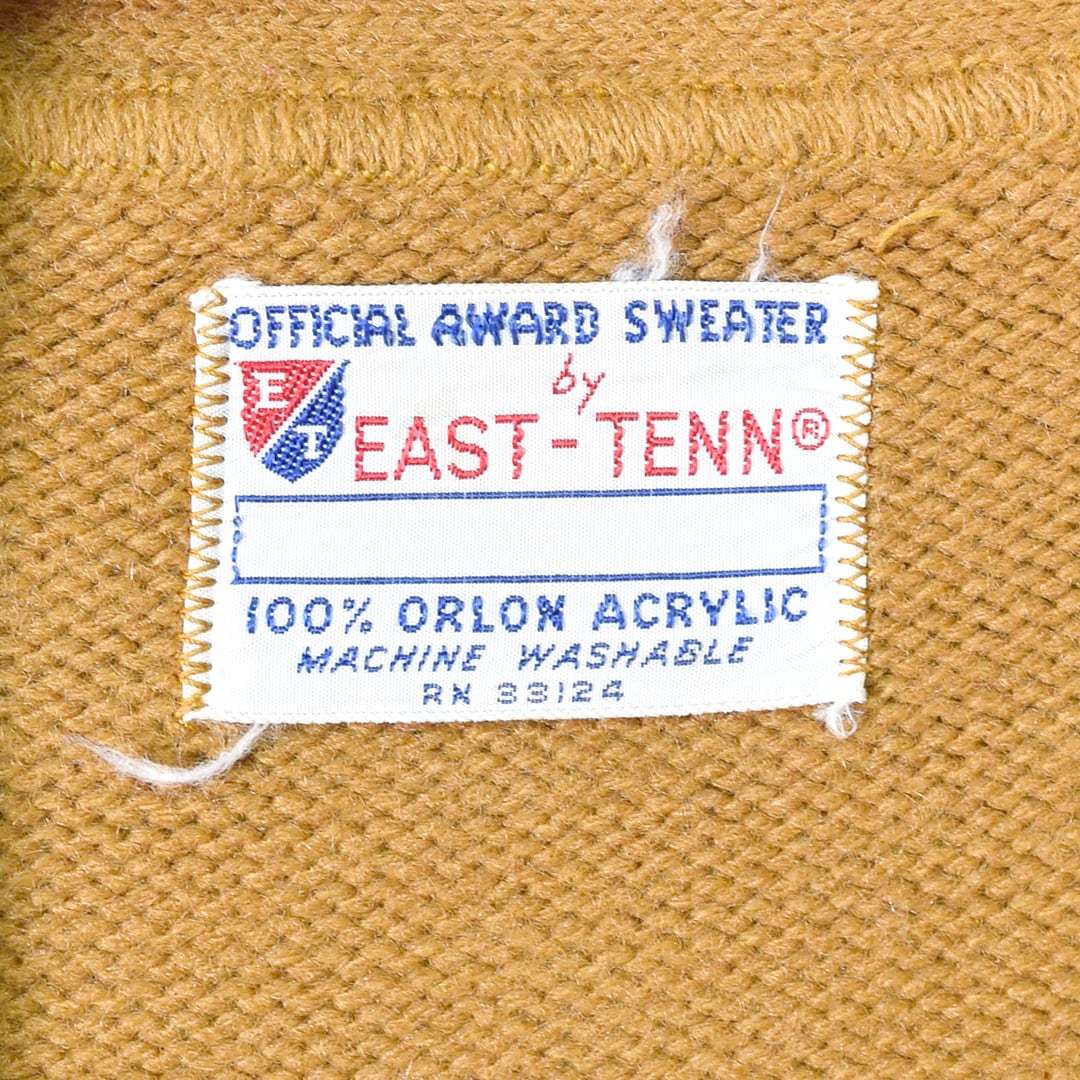 OFFICIAL AWARD SWEATER
E T
by
EAST-TENN®
100% ORLON ACRYLIC
MACHINE WASHABLE
RN 33124